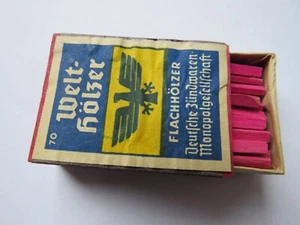 70
Welt-
Hölzer
FLACHHÖLZER
Deutsche Zündwaren-
Monopolgesellschaft